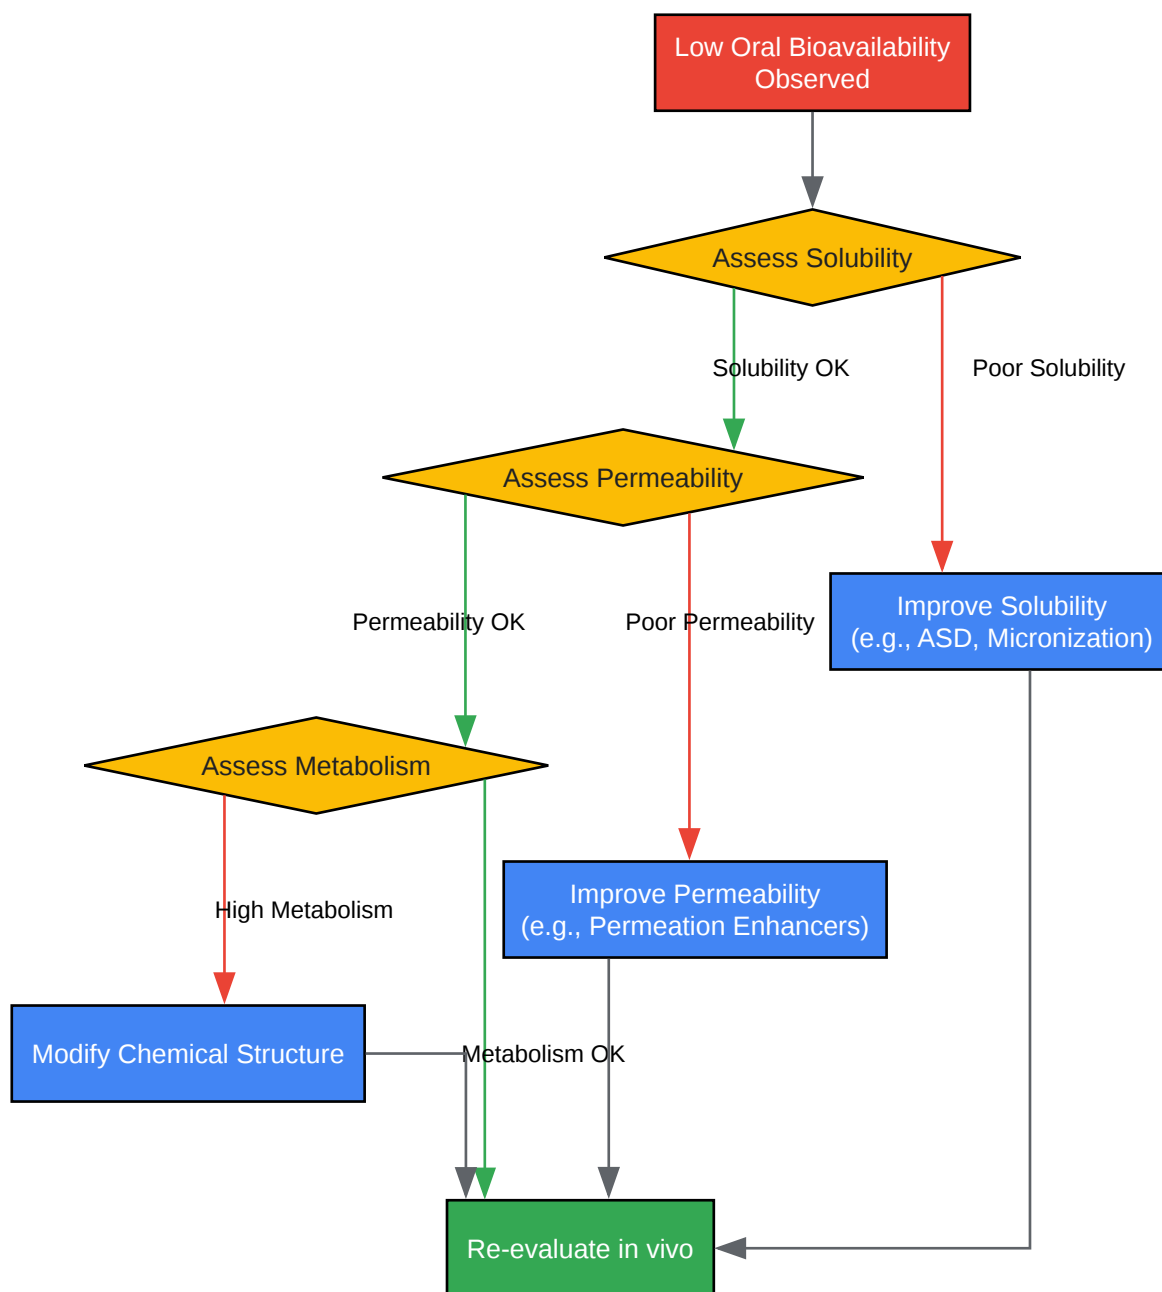 Low Oral Bioavailability
Observed
Assess Solubility
Solubility OK
Poor Solubility
Assess Permeability
Permeability OK
Poor Permeability
Improve Solubility
(e.g., ASD, Micronization)
Assess Metabolism
High Metabolism
Improve Permeability
(e.g., Permeation Enhancers)
Modify Chemical Structure
Metabolism OK
Re-evaluate in vivo